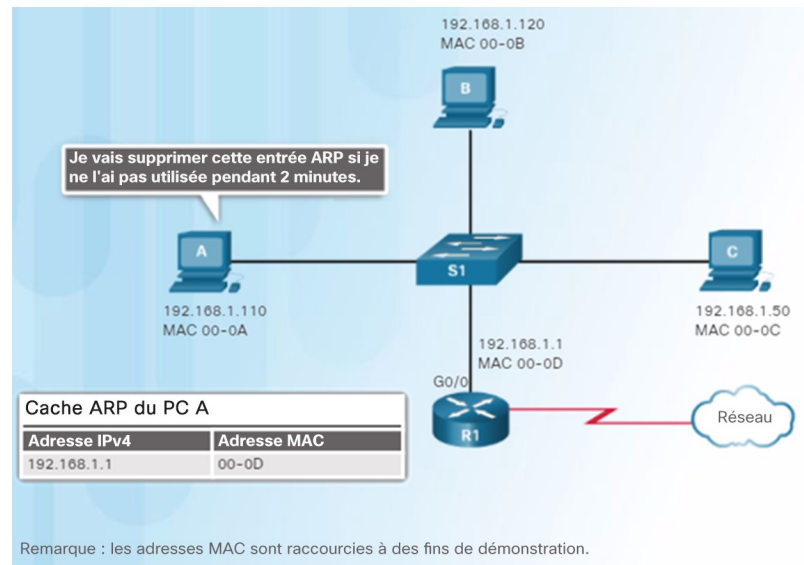 192.168.1.120
MAC 00-0B
B
Je vais supprimer cette entrée ARP si je
ne l'ai pas utilisée pendant 2 minutes.
A
S1
C
192.168.1.110
MAC 00-0A
192.168.1.50
MAC 00-0C
192.168.1.1
MAC 00-0D
G0/0
R1
Réseau
Cache ARP du PC A
Adresse IPv4 Adresse MAC
192.168.1.1 00-0D
Remarque : les adresses MAC sont raccourcies à des fins de démonstration.